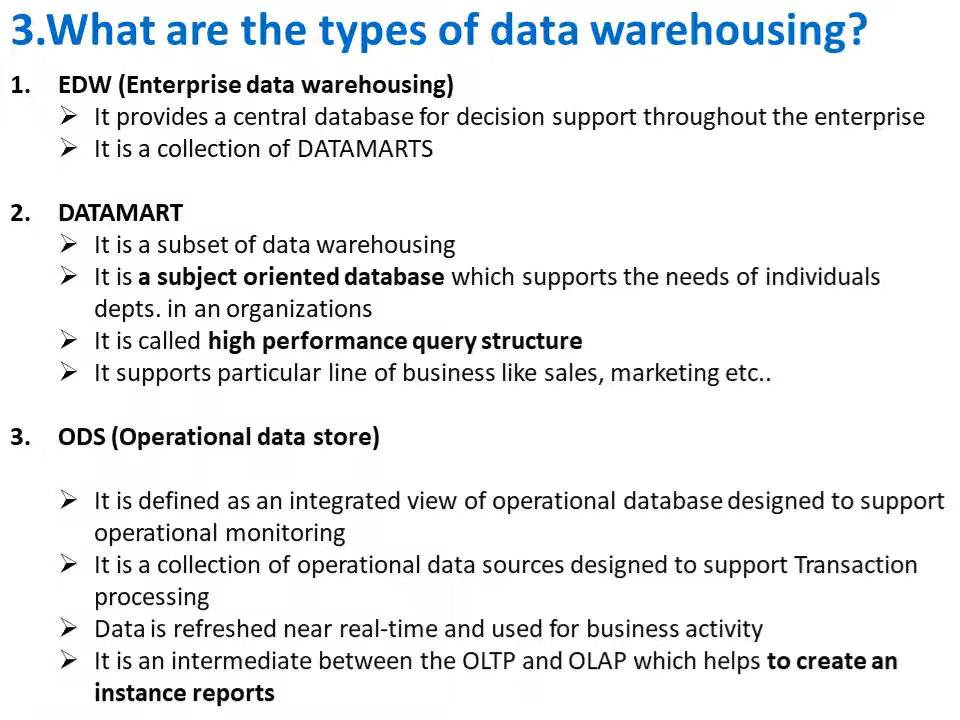 3.What are the types of data warehousing?
1. EDW (Enterprise data warehousing)
➢ It provides a central database for decision support throughout the enterprise
➢ It is a collection of DATAMARTS
2. DATAMART
➢ It is a subset of data warehousing
➢ It is a subject oriented database which supports the needs of individuals
depts. in an organizations
➢ It is called high performance query structure
➢ It supports particular line of business like sales, marketing etc..
3. ODS (Operational data store)
➢ It is defined as an integrated view of operational database designed to support
operational monitoring
➢ It is a collection of operational data sources designed to support Transaction
processing
➢ Data is refreshed near real-time and used for business activity
➢ It is an intermediate between the OLTP and OLAP which helps to create an
instance reports